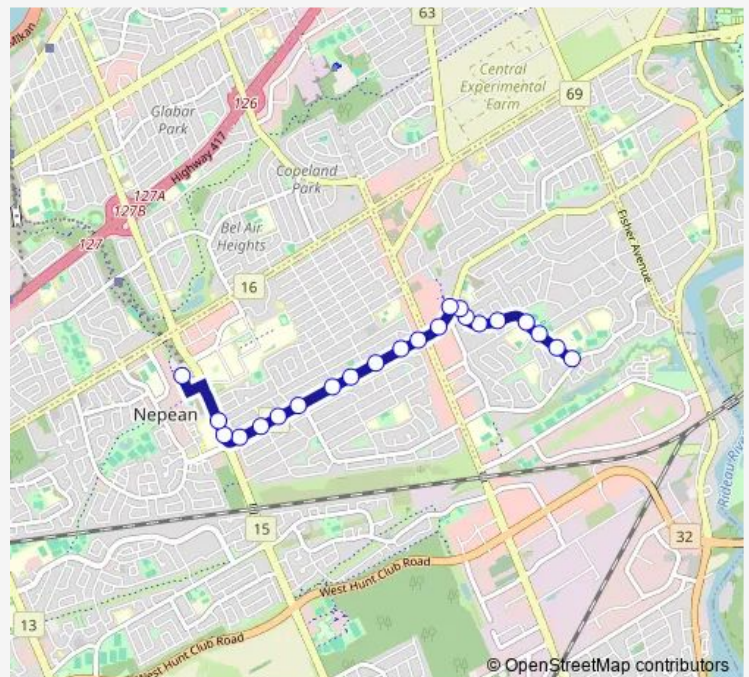 63
Central
Experimental
Farm
69
126
Glabar
Park
Highway 417
Copeland
Park
127A
127B
127
Fisher Avenue
Bel Air
Heights
16
Nepean
15
32
West Hunt Club Road
13
West Hunt Club Road
© OpenStreetMap contributors